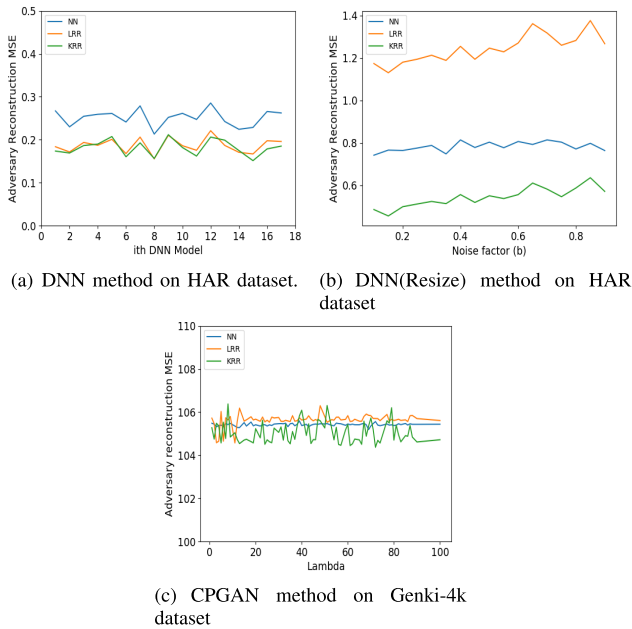 Adversary Reconstruction MSE
0.5
0.4
0.3
0.2
0.1
0.0
NN
LRR
KRR
0 2 4 6 8 10 12 14 16 18
ith DNN Model
(a) DNN method on HAR dataset.
Adversary Reconstruction MSE
1.4
1.2
1.0
0.8
0.6
NN
LRR
KRR
0.2 0.4 0.6 0.8
Noise factor (b)
(b) DNN(Resize) method on HAR
dataset
Adversary reconstruction MSE
110
108
106
104
102
100
NN
LRR
KRR
0 20 40 60 80 100
Lambda
(c) CPGAN method on Genki-4k
dataset